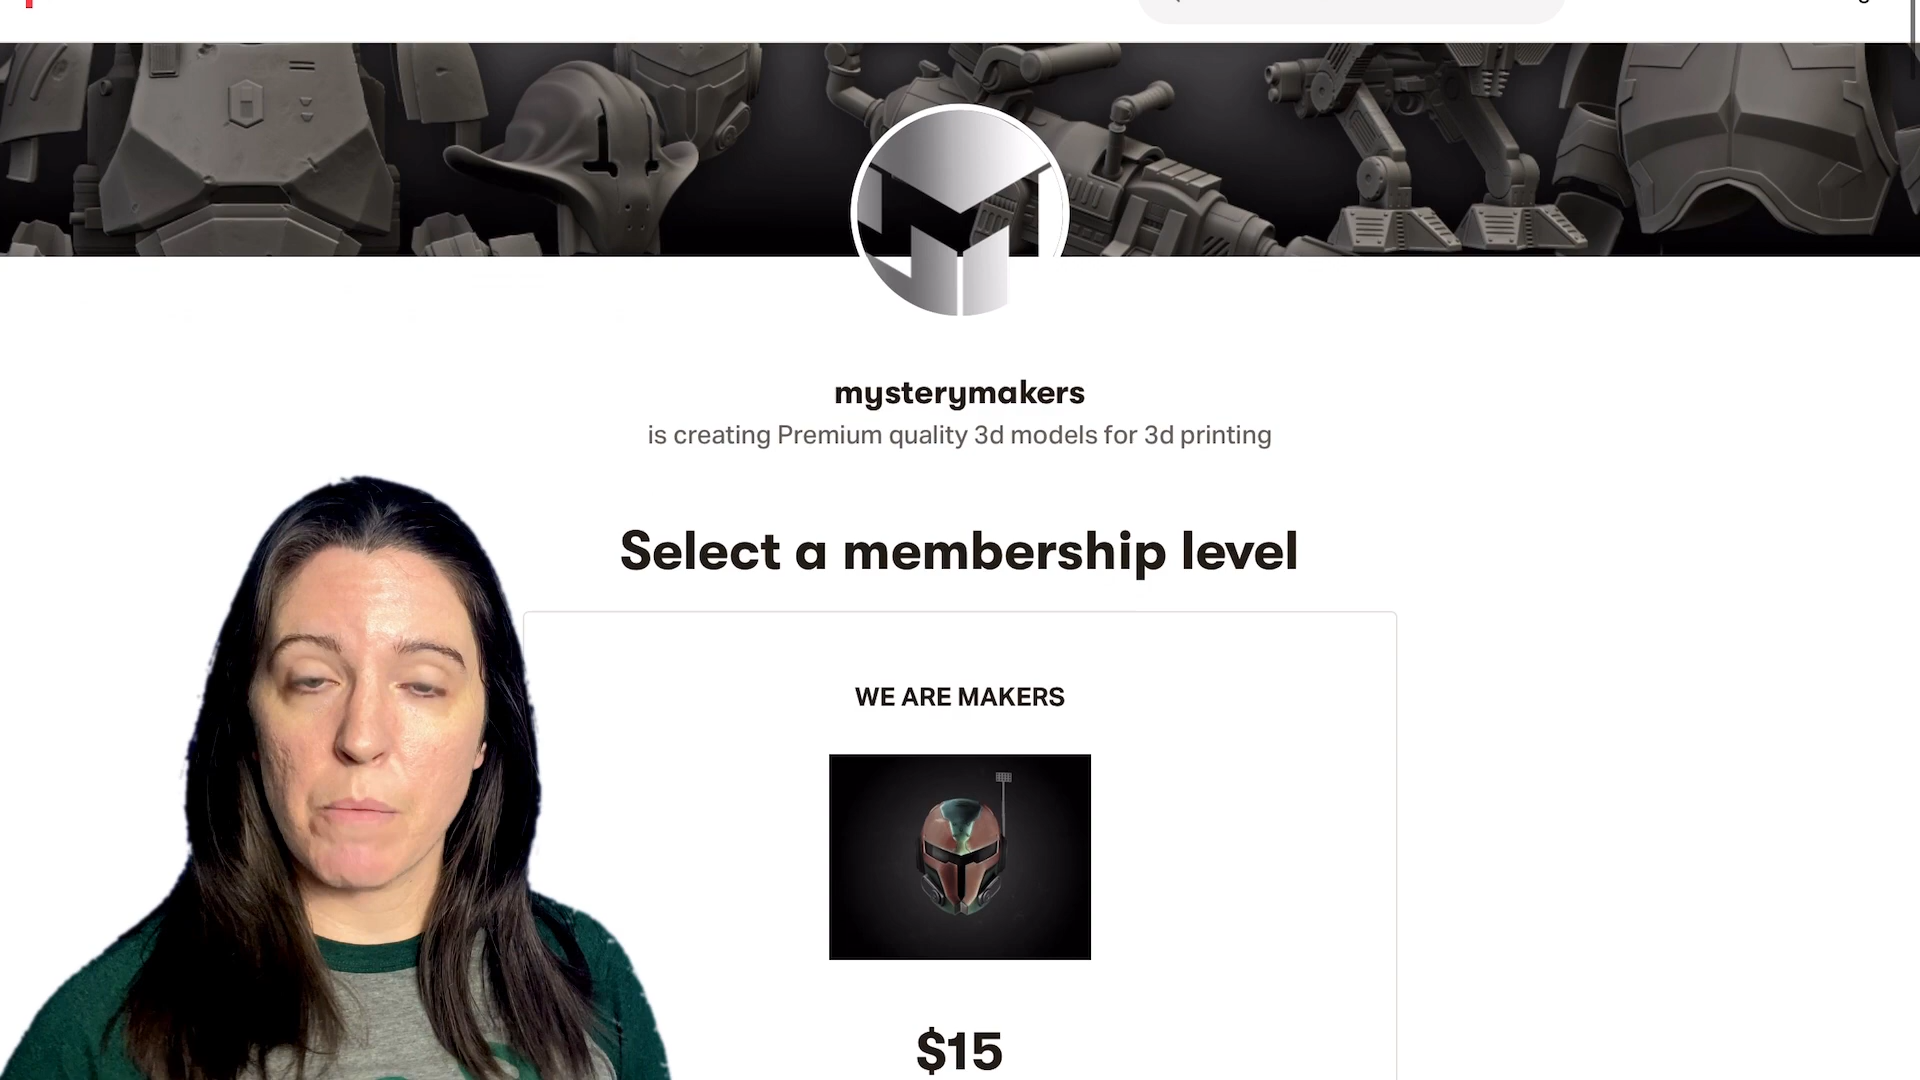 mysterymakers
is creating Premium quality 3d models for 3d printing
Select a membership level
WE ARE MAKERS
$15